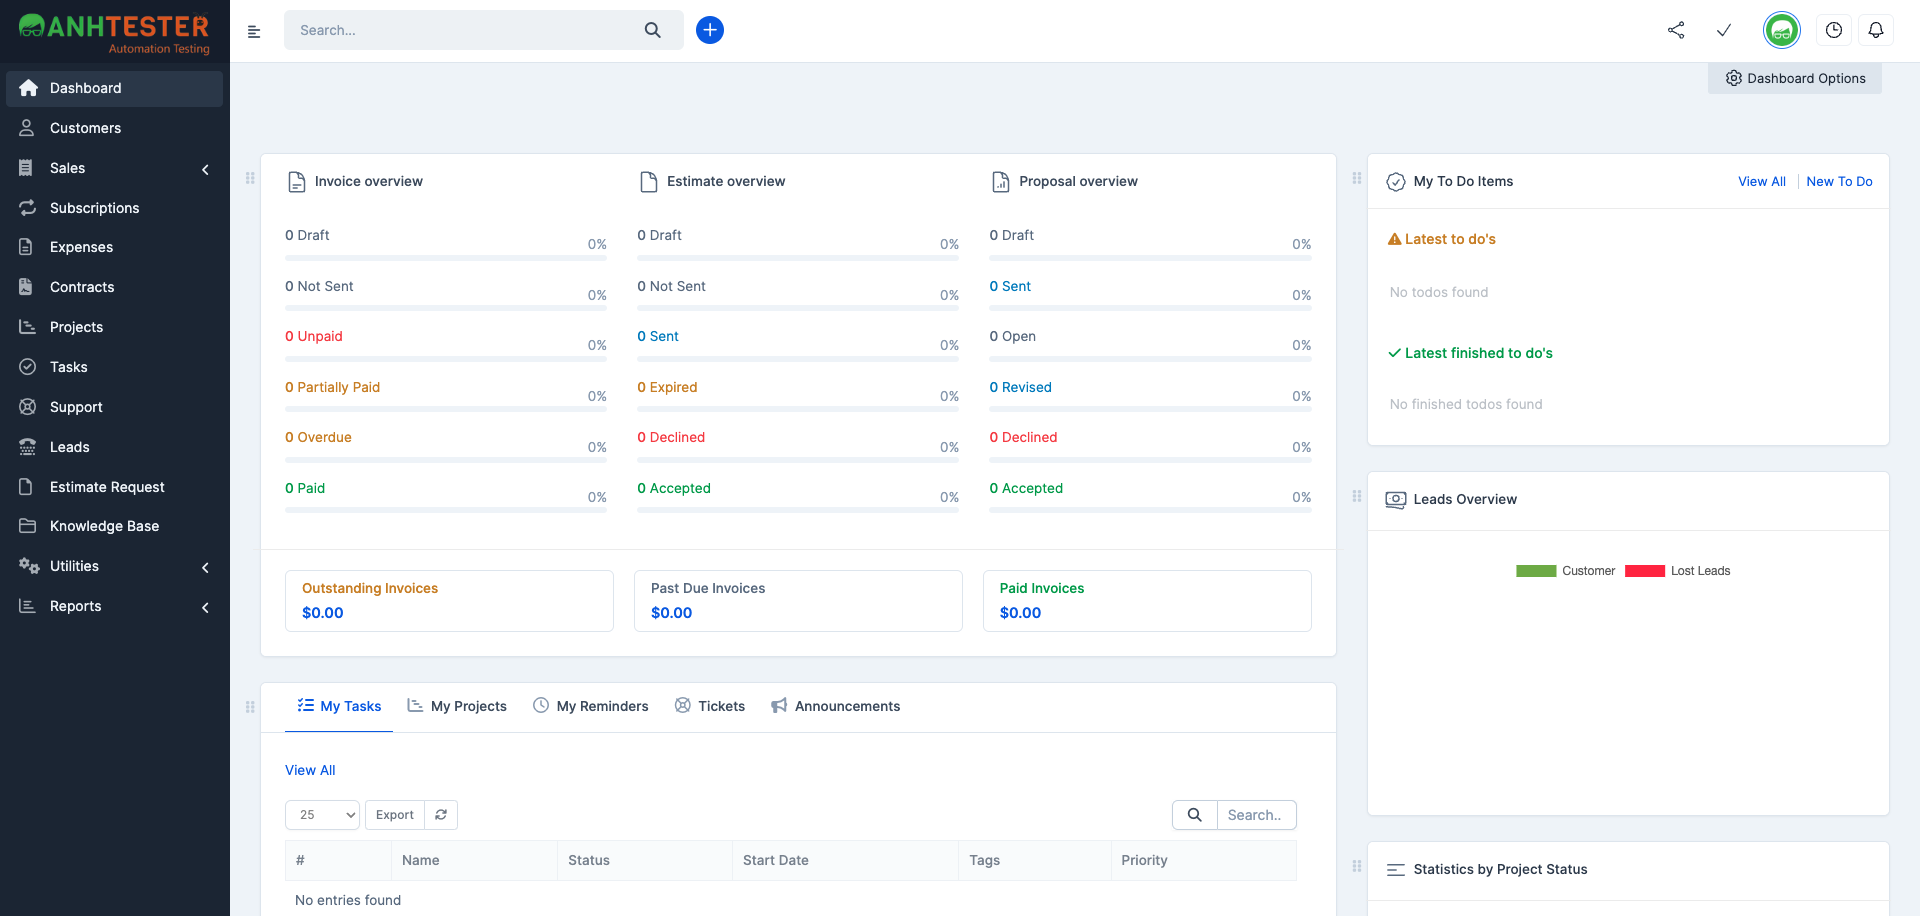 ANHTESTER
Automation Testing
Search...
Dashboard Options
Dashboard
Customers
Sales
Subscriptions
Expenses
Contracts
Projects
Tasks
Support
Leads
Estimate Request
Knowledge Base
Utilities
Reports
Invoice overview
0 Draft
0%
0 Not Sent
0%
0 Unpaid
0%
0 Partially Paid
0%
0 Overdue
0%
0 Paid
0%
Estimate overview
0 Draft
0%
0 Not Sent
0%
0 Sent
0%
0 Expired
0%
0 Declined
0%
0 Accepted
0%
Proposal overview
0 Draft
0%
0 Sent
0%
0 Open
0%
0 Revised
0%
0 Declined
0%
0 Accepted
0%
Outstanding Invoices
$0.00
Past Due Invoices
$0.00
Paid Invoices
$0.00
My Tasks My Projects My Reminders Tickets Announcements
View All
25 Export Search..
# Name Status Start Date Tags Priority
No entries found
My To Do Items View All New To Do
Latest to do's
No todos found
Latest finished to do's
No finished todos found
Leads Overview
Customer Lost Leads
Statistics by Project Status